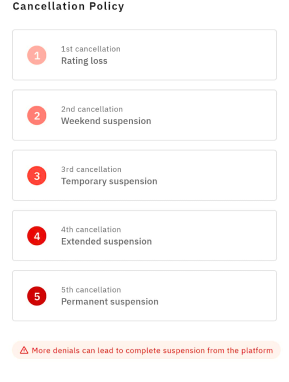 Cancellation Policy
1
1st cancellation
Rating loss
2
2nd cancellation
Weekend suspension
3
3rd cancellation
Temporary suspension
4
4th cancellation
Extended suspension
5
5th cancellation
Permanent suspension
More denials can lead to complete suspension from the platform